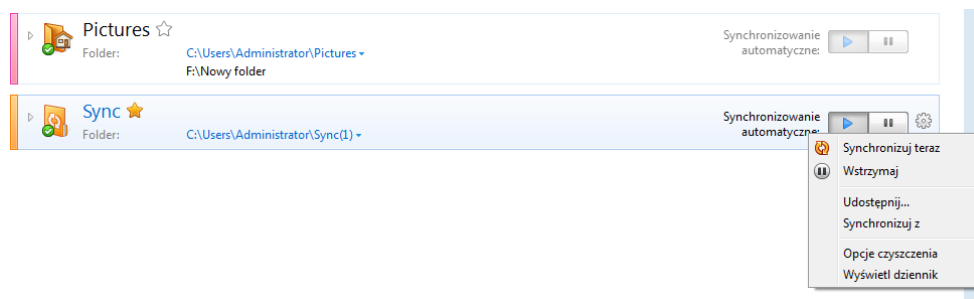 Pictures
Folder: C:\Users\Administrator\Pictures
F:\Nowy folder
Synchronizowanie
automatyczne:
Sync
Folder: C:\Users\Administrator\Sync(1)
Synchronizowanie
automatyczne:
Synchronizuj teraz
Wstrzymaj
Udostępnij...
Synchronizuj z
Opcje czyszczenia
Wyświetl dziennik